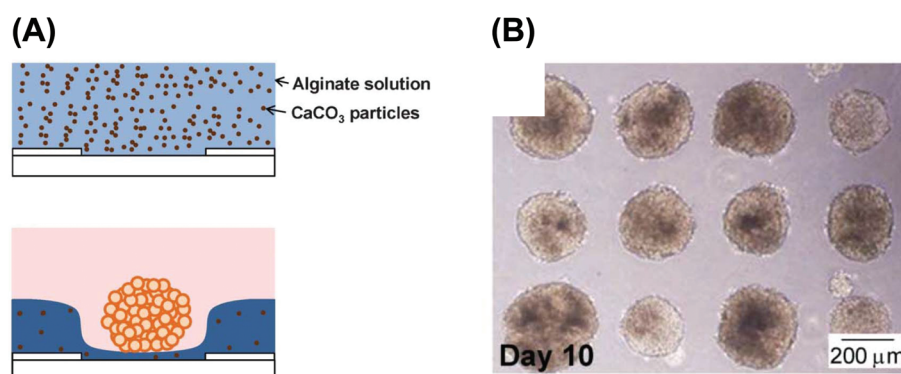 (A)
(B)
Alginate solution
CaCO₃ particles
Day 10
200 μm